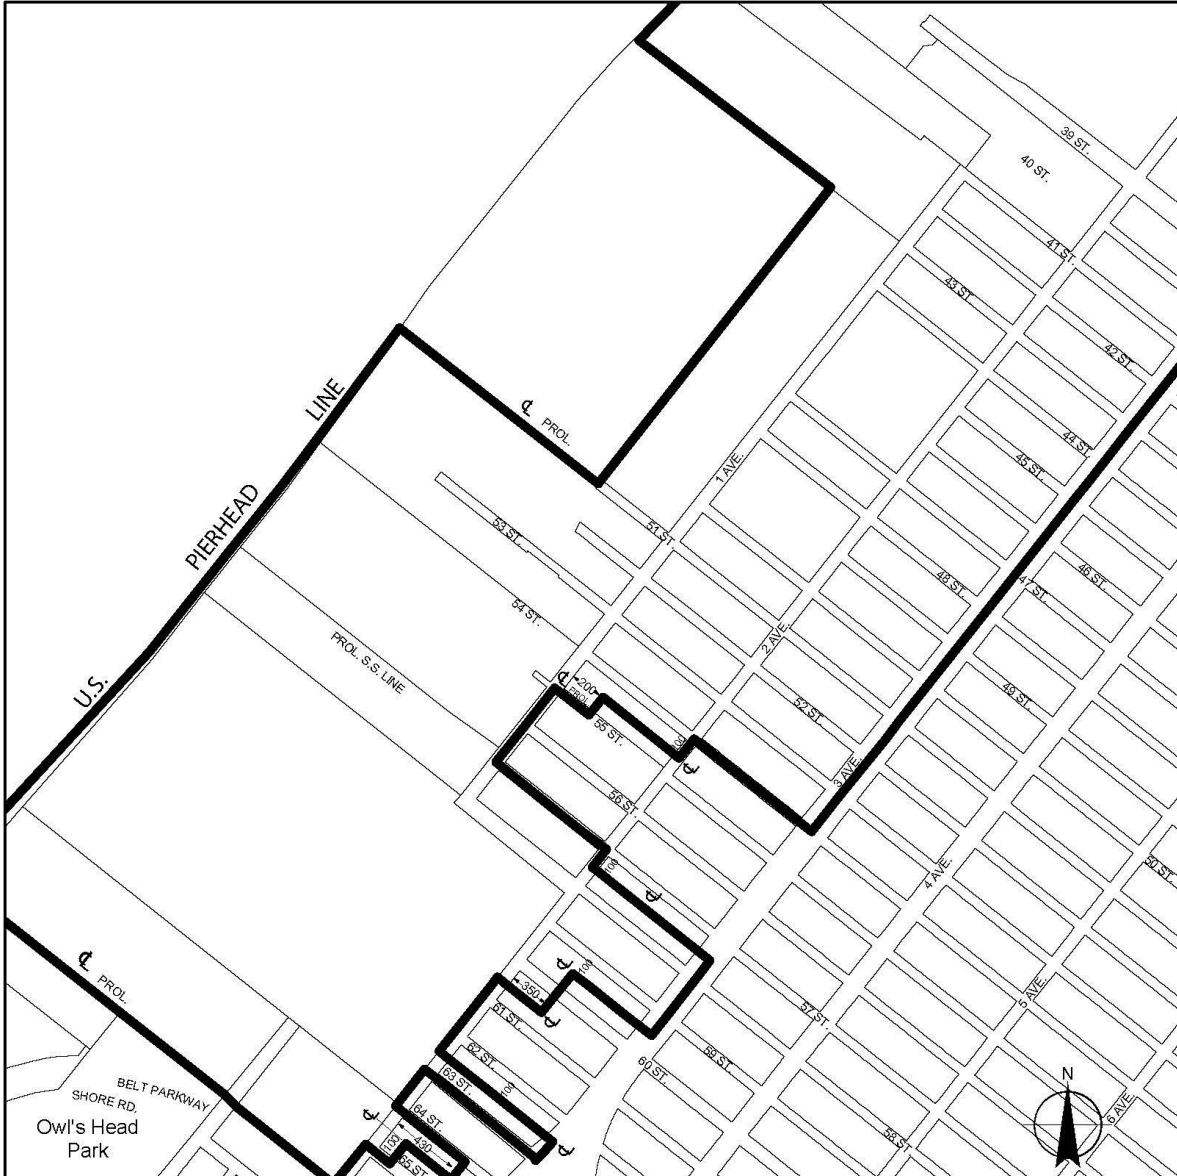 39 ST.
40 ST.
41 ST.
43 ST
42 ST.
LINE
℄ PROL.
44 ST.
45 ST.
1 AVE.
PIERHEAD
53 ST.
51 ST
48 ST.
47 ST.
46 ST
54 ST.
2 AVE.
PROL. S.S. LINE
U.S.
℄
200
PROL
49 ST.
52 ST.
55 ST.
100
℄
3 AVE.
56 ST.
100
℄
4 AVE.
50 ST.
℄ PROL.
℄
100
350
℄
5 AVE.
57 ST.
61 ST.
62 ST.
63 ST.
100
60 ST.
59 ST.
N
BELT PARKWAY
SHORE RD.
Owl's Head
Park
℄
64 ST.
100
430
65 ST.
℄
58 ST.
6 AVE.